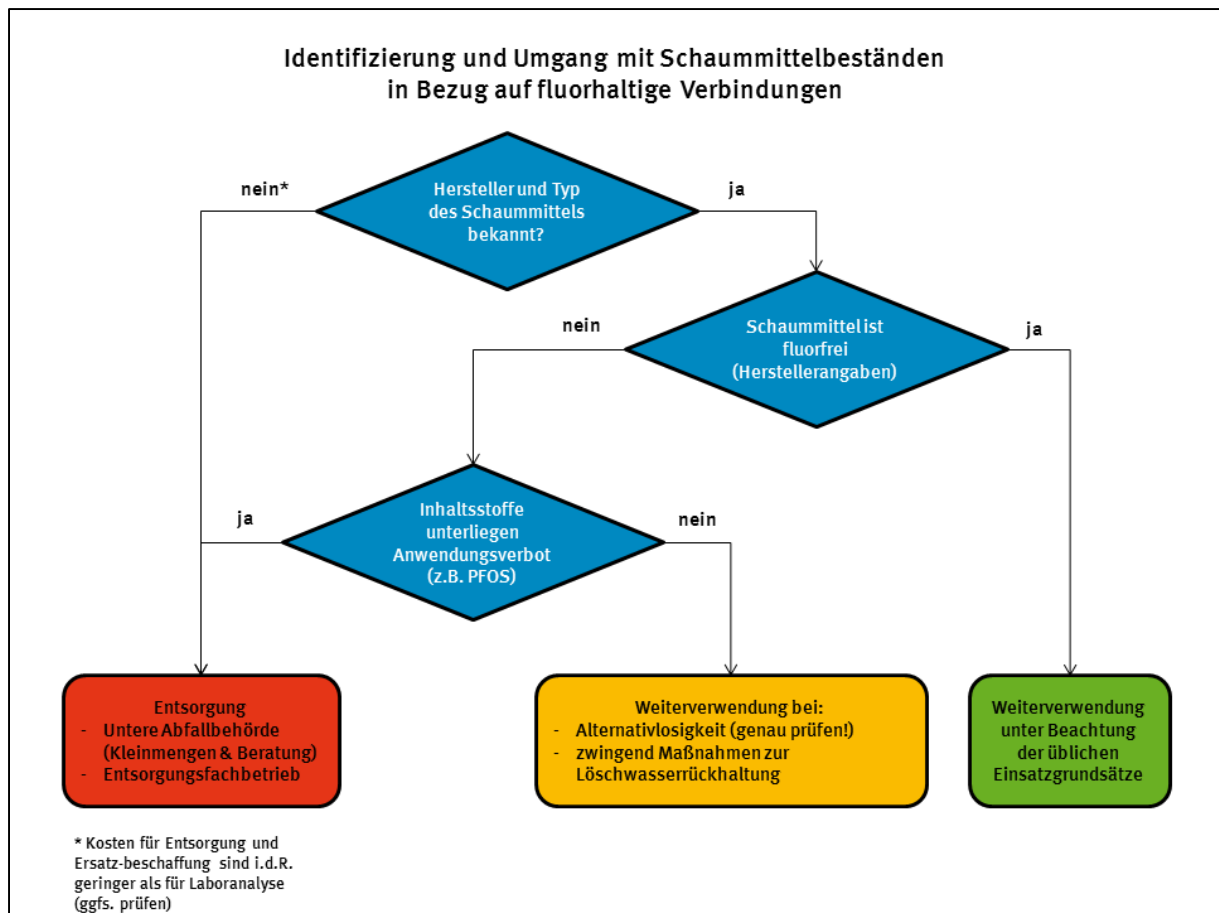 Identifizierung und Umgang mit Schaummittelbeständen
in Bezug auf fluorhaltige Verbindungen
nein*
Hersteller und Typ
des Schaummittels
bekannt?
ja
nein
Schaummittel ist
fluorfrei
(Herstellerangaben)
ja
ja
Inhaltsstoffe
unterliegen
Anwendungsverbot
(z.B. PFOS)
nein
Entsorgung
- Untere Abfallbehörde
(Kleinmengen & Beratung)
- Entsorgungsfachbetrieb
Weiterverwendung bei:
- Alternativlosigkeit (genau prüfen!)
- zwingend Maßnahmen zur
Löschwasserrückhaltung
Weiterverwendung
unter Beachtung
der üblichen
Einsatzgrundsätze
* Kosten für Entsorgung und
Ersatz-beschaffung sind i.d.R.
geringer als für Laboranalyse
(ggfs. prüfen)